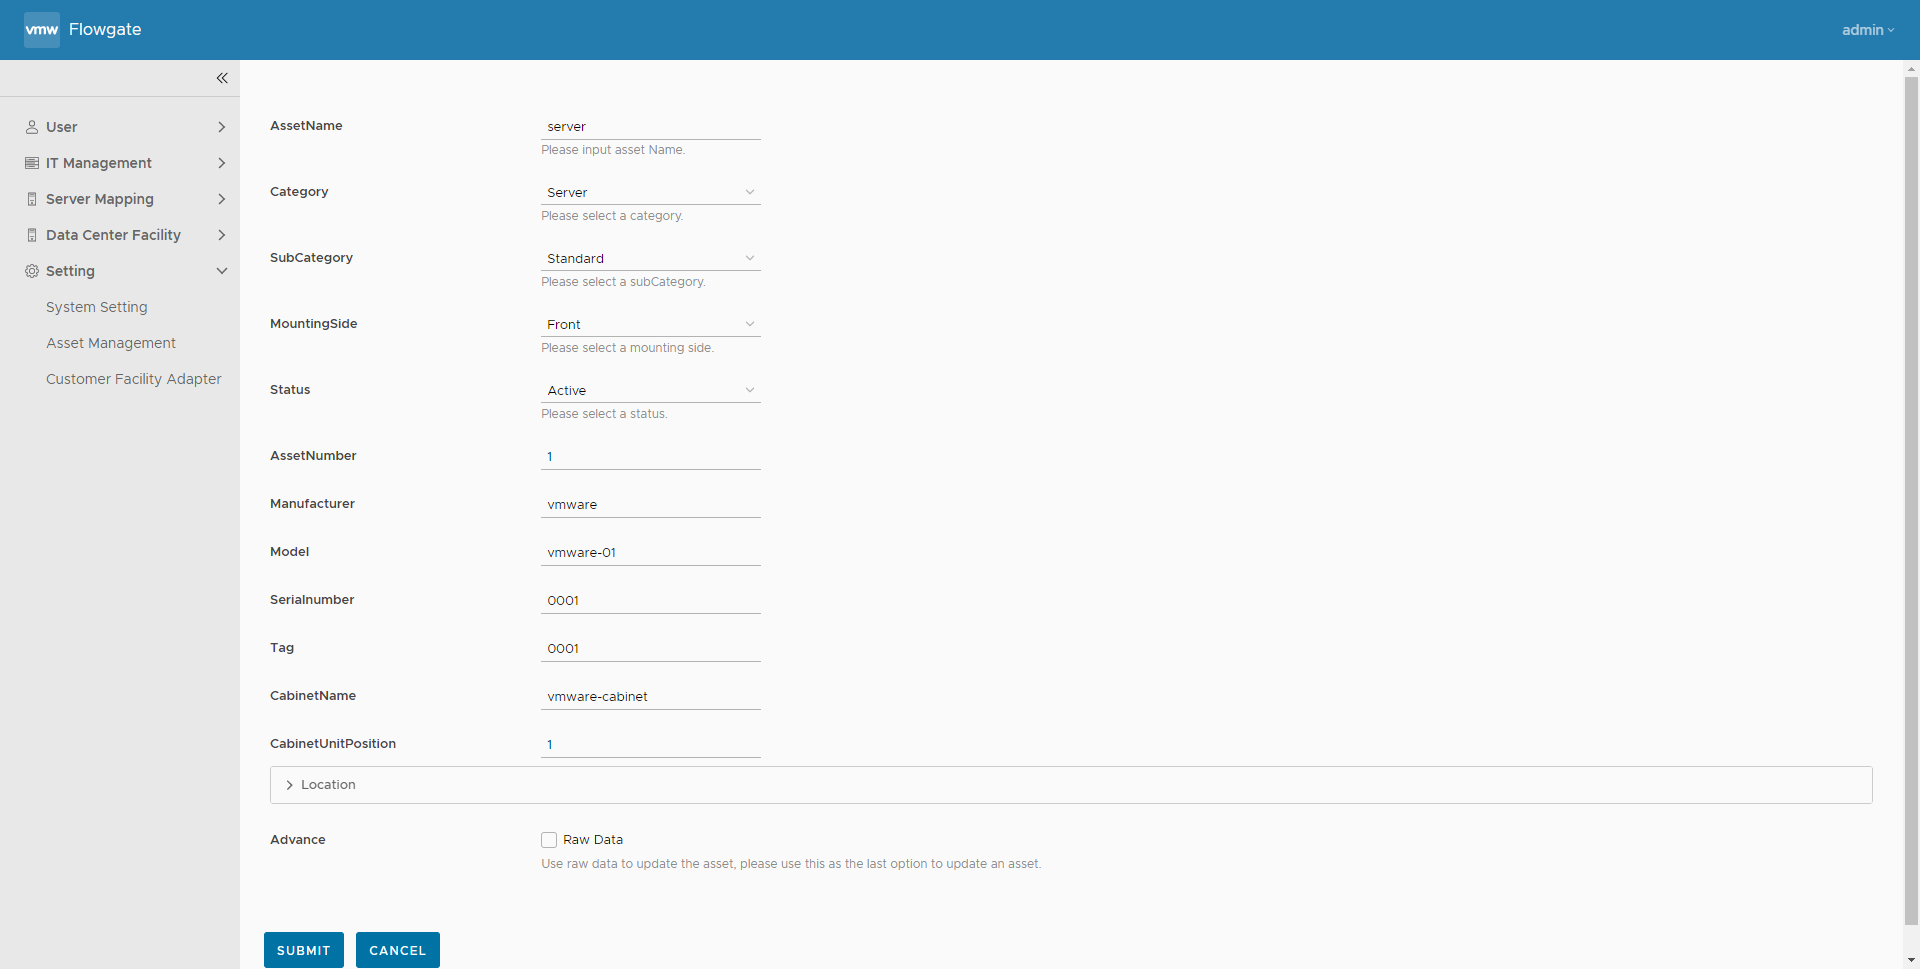 vmw Flowgate
admin
User
IT Management
Server Mapping
Data Center Facility
Setting
System Setting
Asset Management
Customer Facility Adapter
AssetName server
Please input asset Name.
Category Server
Please select a category.
SubCategory Standard
Please select a subCategory.
MountingSide Front
Please select a mounting side.
Status Active
Please select a status.
AssetNumber 1
Manufacturer vmware
Model vmware-01
Serialnumber 0001
Tag 0001
CabinetName vmware-cabinet
CabinetUnitPosition 1
Location
Advance Raw Data
Use raw data to update the asset, please use this as the last option to update an asset.
SUBMIT CANCEL